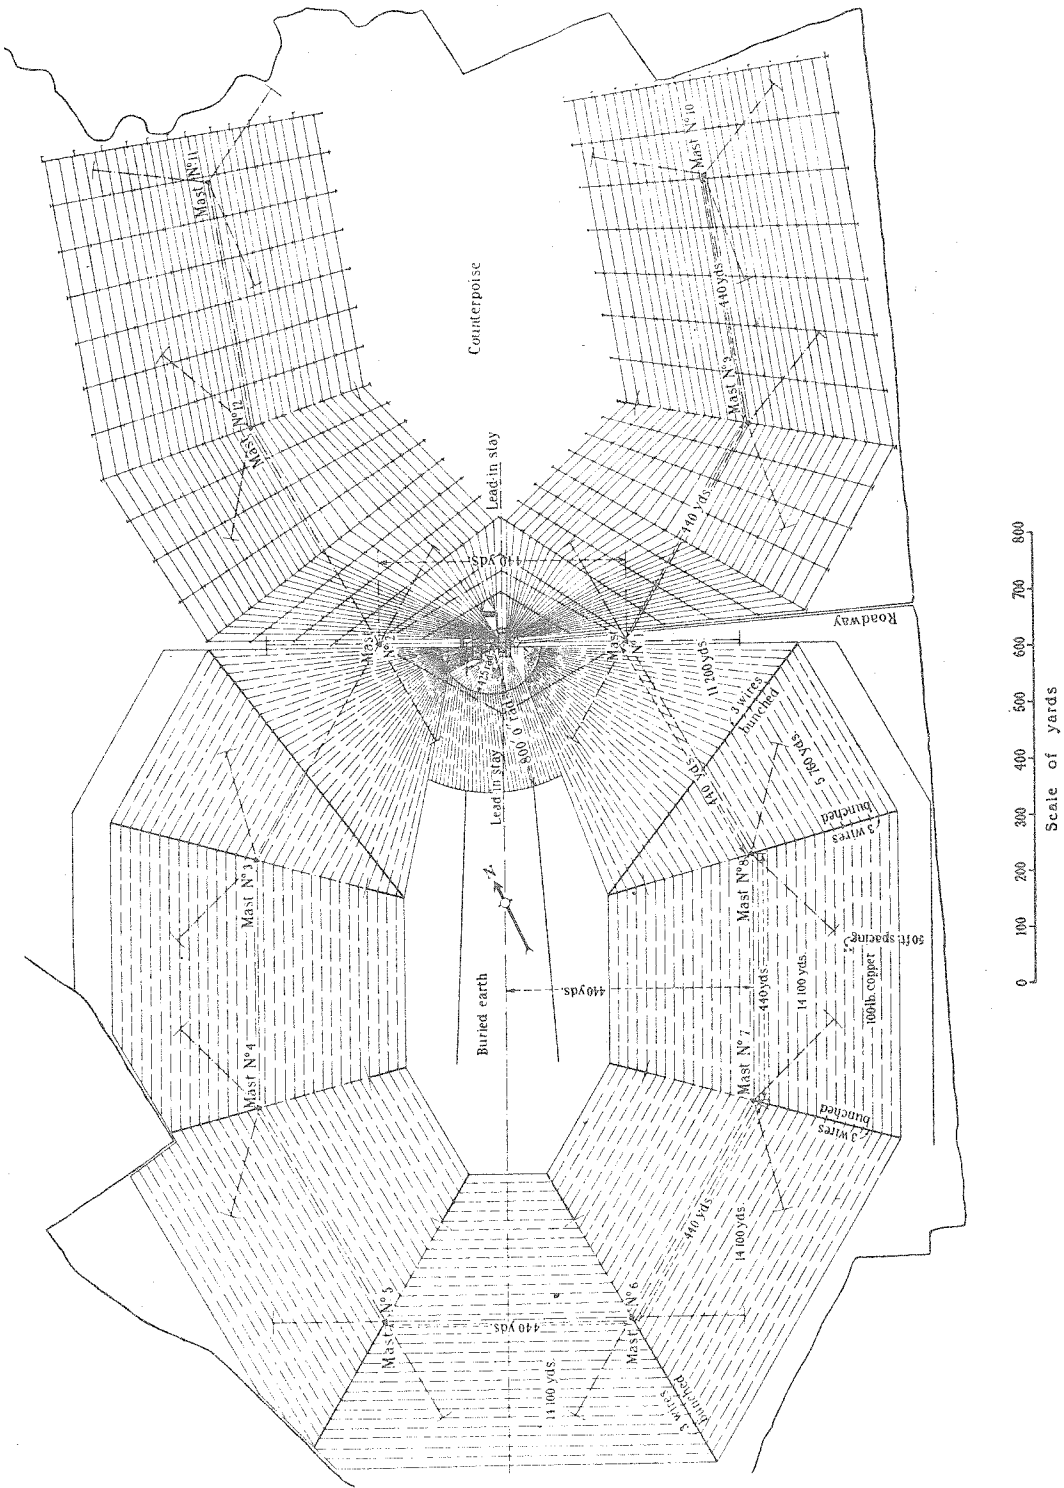 Mast Nº 11
Mast Nº 10
Counterpoise
440 yds.
Mast Nº 12
Mast Nº 9
Lead-in stay
440 yds.
440 yds.
Mast Nº 2
Mast Nº 1
Roadway
11 200 yds.
3 wires
bunched
800' 0" rad.
Lead-in stay
440 yds.
5 760 yds.
3 wires
bunched
Mast Nº 3
Mast Nº 8
N.
50 ft. spacing
100-lb. copper
14 100 yds.
440 yds.
440 yds.
Buried earth
Mast Nº 4
Mast Nº 7
3 wires
bunched
440 yds.
14 100 yds.
Mast Nº 5
Mast Nº 6
440 yds.
14 100 yds.
3 wires
bunched
0 100 200 300 400 500 600 700 800
Scale of yards